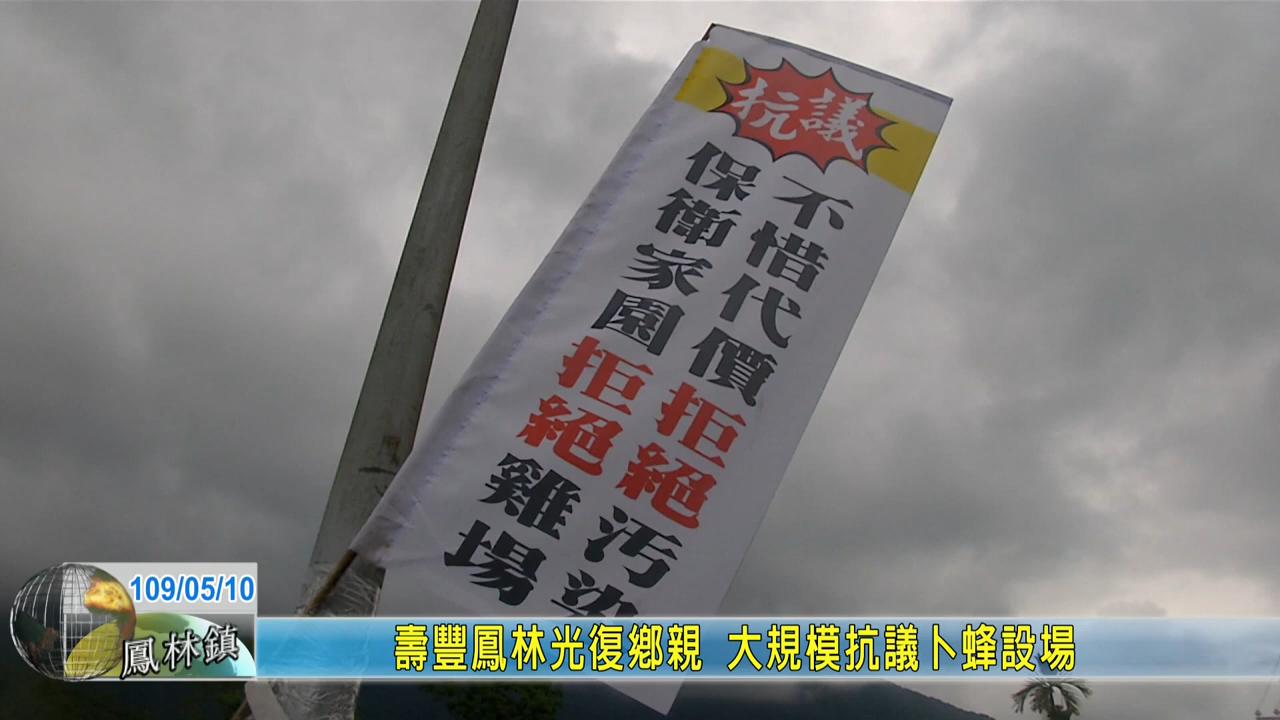 抗議
不惜代價拒絕污染
保衛家園拒絕雞場
109/05/10
鳳林鎮
壽豐鳳林光復鄉親 大規模抗議卜蜂設場